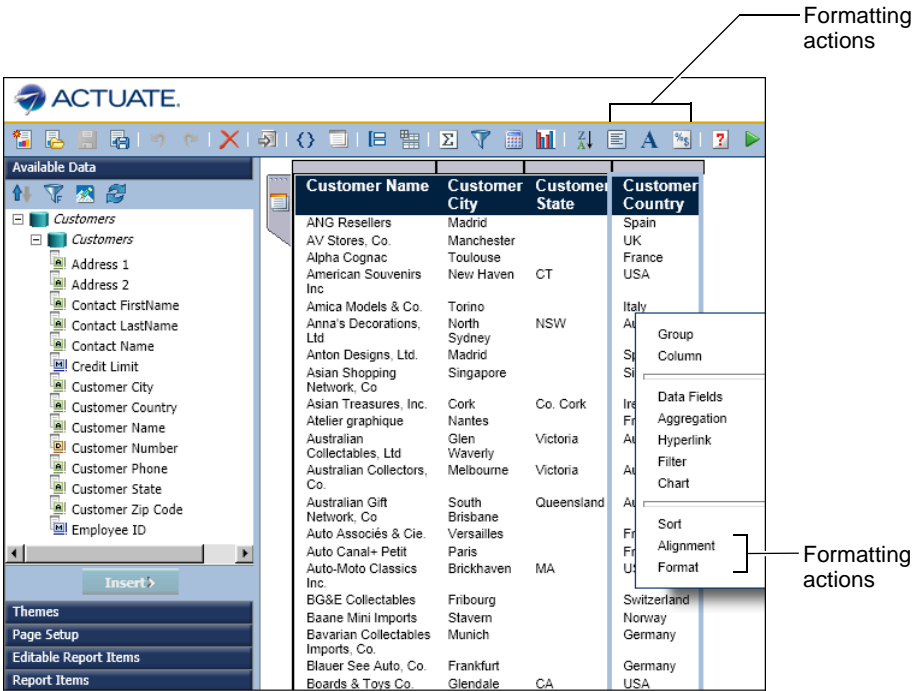 Formatting
actions
ACTUATE.
Available Data
Customers
Customers
Address 1
Address 2
Contact FirstName
Contact LastName
Contact Name
Credit Limit
Customer City
Customer Country
Customer Name
Customer Number
Customer Phone
Customer State
Customer Zip Code
Employee ID
Insert
Themes
Page Setup
Editable Report Items
Report Items
Customer Name Customer City Customer State Customer Country
ANG Resellers Madrid Spain
AV Stores, Co. Manchester UK
Alpha Cognac Toulouse France
American Souvenirs Inc New Haven CT USA
Amica Models & Co. Torino Italy
Anna's Decorations, Ltd North Sydney NSW
Anton Designs, Ltd. Madrid
Asian Shopping Network, Co Singapore
Asian Treasures, Inc. Cork Co. Cork
Atelier graphique Nantes
Australian Collectables, Ltd Glen Waverly Victoria
Australian Collectors, Co. Melbourne Victoria
Australian Gift Network, Co South Brisbane Queensland
Auto Associés & Cie. Versailles
Auto Canal+ Petit Paris
Auto-Moto Classics Inc. Brickhaven MA
BG&E Collectables Fribourg Switzerland
Baane Mini Imports Stavern Norway
Bavarian Collectables Imports, Co. Munich Germany
Blauer See Auto, Co. Frankfurt Germany
Boards & Toys Co. Glendale CA USA
Group
Column
Data Fields
Aggregation
Hyperlink
Filter
Chart
Sort
Alignment
Format
Formatting
actions